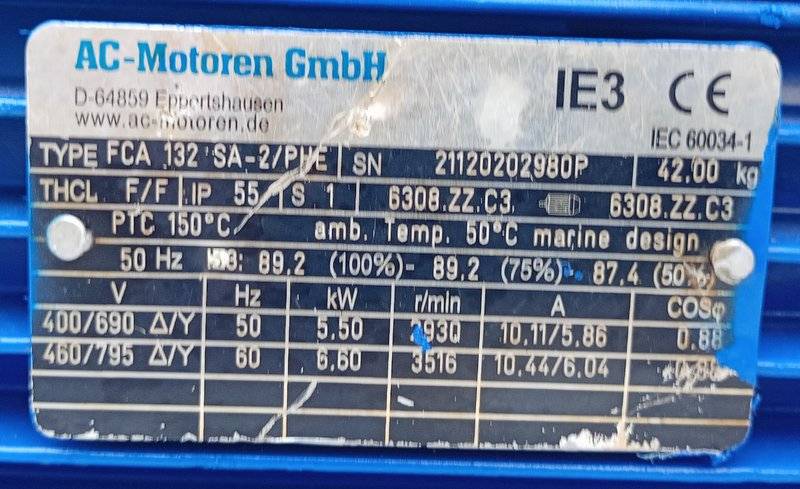 AC-Motoren GmbH
D-64859 Eppertshausen
www.ac-motoren.de
IE3 CE
IEC 60034-1
TYPE FCA 132 SA-2/PHE SN 21120202980P 42,00 kg
THCL. F/F IP 55 S 1 6308.ZZ.C3. 6308.ZZ.C3
PTC 150°C amb. Temp. 50°C marine design
50 Hz 89,2 (100%)- 89,2 (75%)- 87,4 (50%)
V Hz kW r/min A COSφ
400/690 Δ/Y 50 5,50 2930 10,11/5,86 0,88
460/795 Δ/Y 60 6,60 3516 10,44/6,04